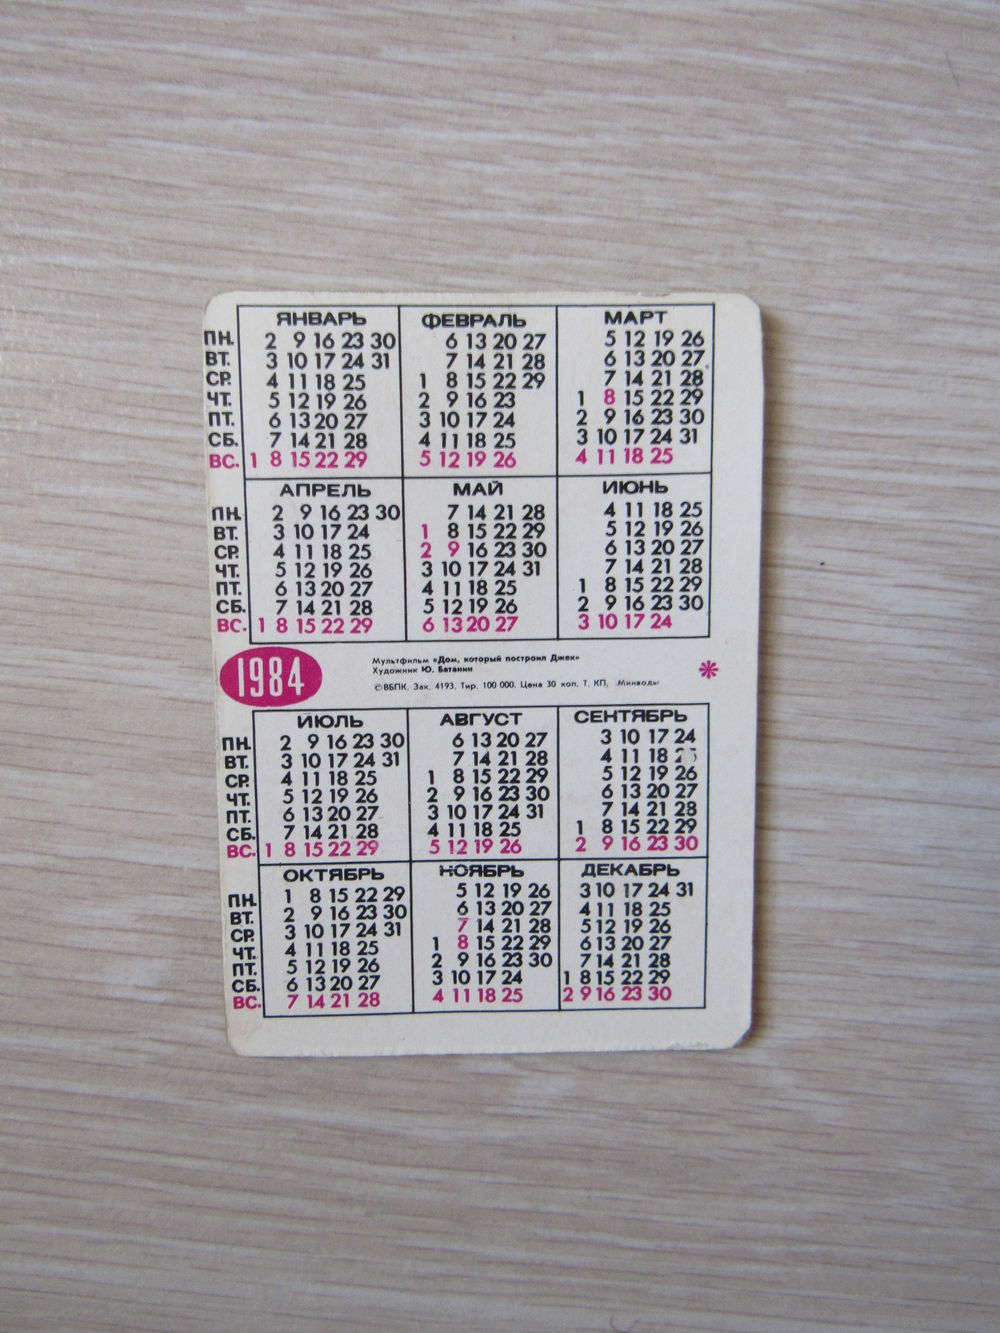 ЯНВАРЬ ФЕВРАЛЬ МАРТ
ПН. 2 9 16 23 30 6 13 20 27 5 12 19 26
ВТ. 3 10 17 24 31 7 14 21 28 6 13 20 27
СР. 4 11 18 25 1 8 15 22 29 7 14 21 28
ЧТ. 5 12 19 26 2 9 16 23 1 8 15 22 29
ПТ. 6 13 20 27 3 10 17 24 2 9 16 23 30
СБ. 7 14 21 28 4 11 18 25 3 10 17 24 31
ВС. 1 8 15 22 29 5 12 19 26 4 11 18 25
АПРЕЛЬ МАЙ ИЮНЬ
ПН. 2 9 16 23 30 7 14 21 28 4 11 18 25
ВТ. 3 10 17 24 1 8 15 22 29 5 12 19 26
СР. 4 11 18 25 2 9 16 23 30 6 13 20 27
ЧТ. 5 12 19 26 3 10 17 24 31 7 14 21 28
ПТ. 6 13 20 27 4 11 18 25 1 8 15 22 29
СБ. 7 14 21 28 5 12 19 26 2 9 16 23 30
ВС. 1 8 15 22 29 6 13 20 27 3 10 17 24
1984
Мультфильм «Дом, который построил Джек»
Художник Ю. Батанин
© ВБПК. Зак. 4193. Тир. 100 000. Цена 30 коп. Т. КП, Минводы
ИЮЛЬ АВГУСТ СЕНТЯБРЬ
ПН. 2 9 16 23 30 6 13 20 27 3 10 17 24
ВТ. 3 10 17 24 31 7 14 21 28 4 11 18
СР. 4 11 18 25 1 8 15 22 29 5 12 19 26
ЧТ. 5 12 19 26 2 9 16 23 30 6 13 20 27
ПТ. 6 13 20 27 3 10 17 24 31 7 14 21 28
СБ. 7 14 21 28 4 11 18 25 1 8 15 22 29
ВС. 1 8 15 22 29 5 12 19 26 2 9 16 23 30
ОКТЯБРЬ НОЯБРЬ ДЕКАБРЬ
ПН. 1 8 15 22 29 5 12 19 26 3 10 17 24 31
ВТ. 2 9 16 23 30 6 13 20 27 4 11 18 25
СР. 3 10 17 24 31 7 14 21 28 5 12 19 26
ЧТ. 4 11 18 25 1 8 15 22 29 6 13 20 27
ПТ. 5 12 19 26 2 9 16 23 30 7 14 21 28
СБ. 6 13 20 27 3 10 17 24 1 8 15 22 29
ВС. 7 14 21 28 4 11 18 25 2 9 16 23 30